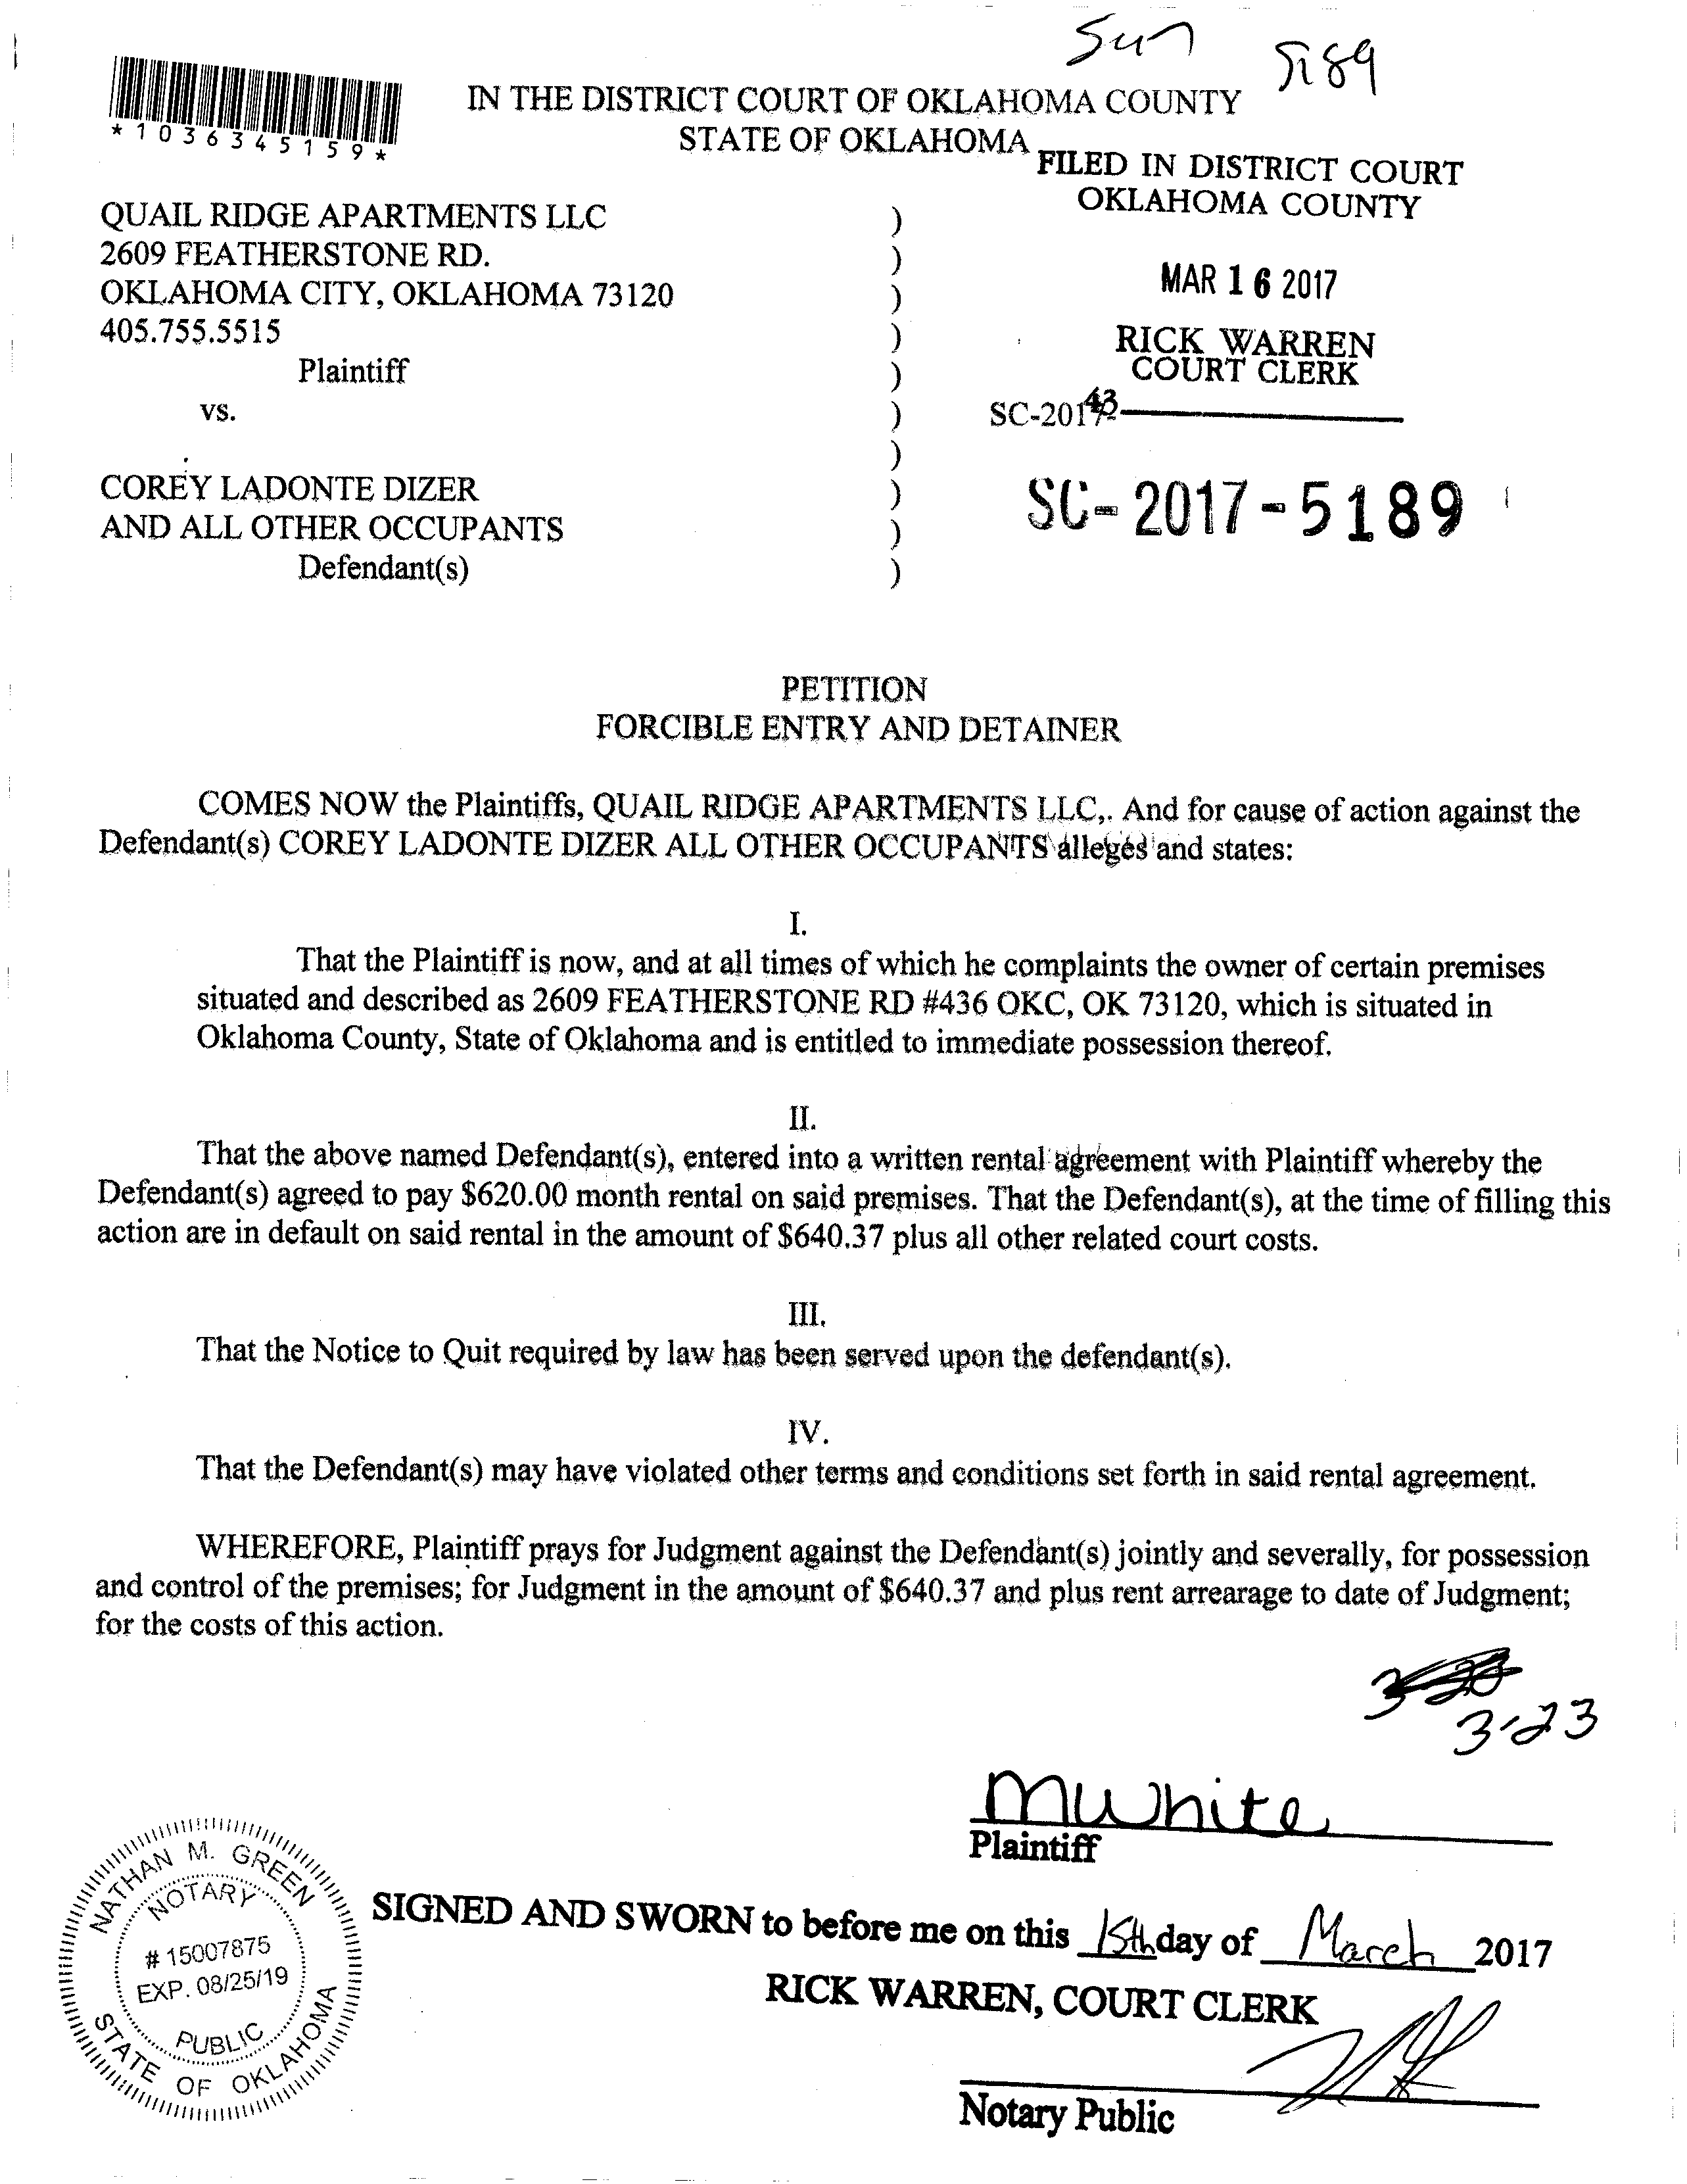 5189
*1036345159*
IN THE DISTRICT COURT OF OKLAHOMA COUNTY
STATE OF OKLAHOMA
FILED IN DISTRICT COURT
OKLAHOMA COUNTY
QUAIL RIDGE APARTMENTS LLC )
2609 FEATHERSTONE RD. )
OKLAHOMA CITY, OKLAHOMA 73120 )
MAR 16 2017
405.755.5515 )
RICK WARREN
COURT CLERK
Plaintiff )
vs. )
SC-201
)
COREY LADONTE DIZER )
SC-2017-5189
AND ALL OTHER OCCUPANTS )
Defendant(s) )
PETITION
FORCIBLE ENTRY AND DETAINER
COMES NOW the Plaintiffs, QUAIL RIDGE APARTMENTS LLC,. And for cause of action against the
Defendant(s) COREY LADONTE DIZER ALL OTHER OCCUPANTS alleges and states:
I.
That the Plaintiff is now, and at all times of which he complaints the owner of certain premises
situated and described as 2609 FEATHERSTONE RD #436 OKC, OK 73120, which is situated in
Oklahoma County, State of Oklahoma and is entitled to immediate possession thereof.
II.
That the above named Defendant(s), entered into a written rental agreement with Plaintiff whereby the
Defendant(s) agreed to pay $620.00 month rental on said premises. That the Defendant(s), at the time of filling this
action are in default on said rental in the amount of $640.37 plus all other related court costs.
III.
That the Notice to Quit required by law has been served upon the defendant(s).
IV.
That the Defendant(s) may have violated other terms and conditions set forth in said rental agreement.
WHEREFORE, Plaintiff prays for Judgment against the Defendant(s) jointly and severally, for possession
and control of the premises; for Judgment in the amount of $640.37 and plus rent arrearage to date of Judgment;
for the costs of this action.
3-23
MWhite
Plaintiff
NATHAN M. GREEN
NOTARY
# 15007875
EXP. 08/25/19
PUBLIC
STATE OF OKLAHOMA
SIGNED AND SWORN to before me on this 15th day of March 2017
RICK WARREN, COURT CLERK
Notary Public